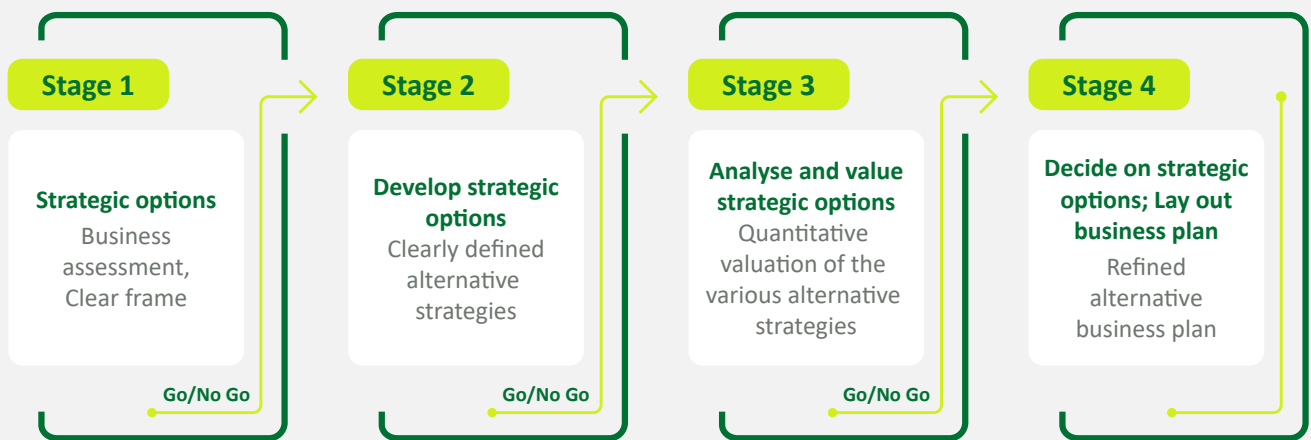 Stage 1
Strategic options
Business
assessment,
Clear frame
Go/No Go
Stage 2
Develop strategic
options
Clearly defined
alternative
strategies
Go/No Go
Stage 3
Analyse and value
strategic options
Quantitative
valuation of the
various alternative
strategies
Go/No Go
Stage 4
Decide on strategic
options; Lay out
business plan
Refined
alternative
business plan